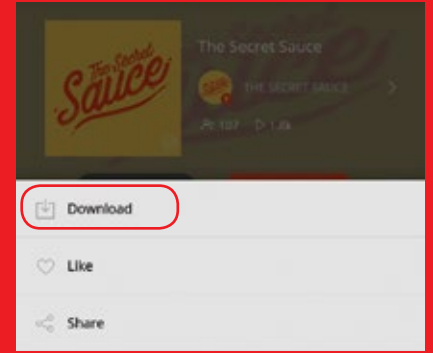 The Secret
Sauce
The Secret Sauce
THE SECRET SAUCE
Download
Like
Share